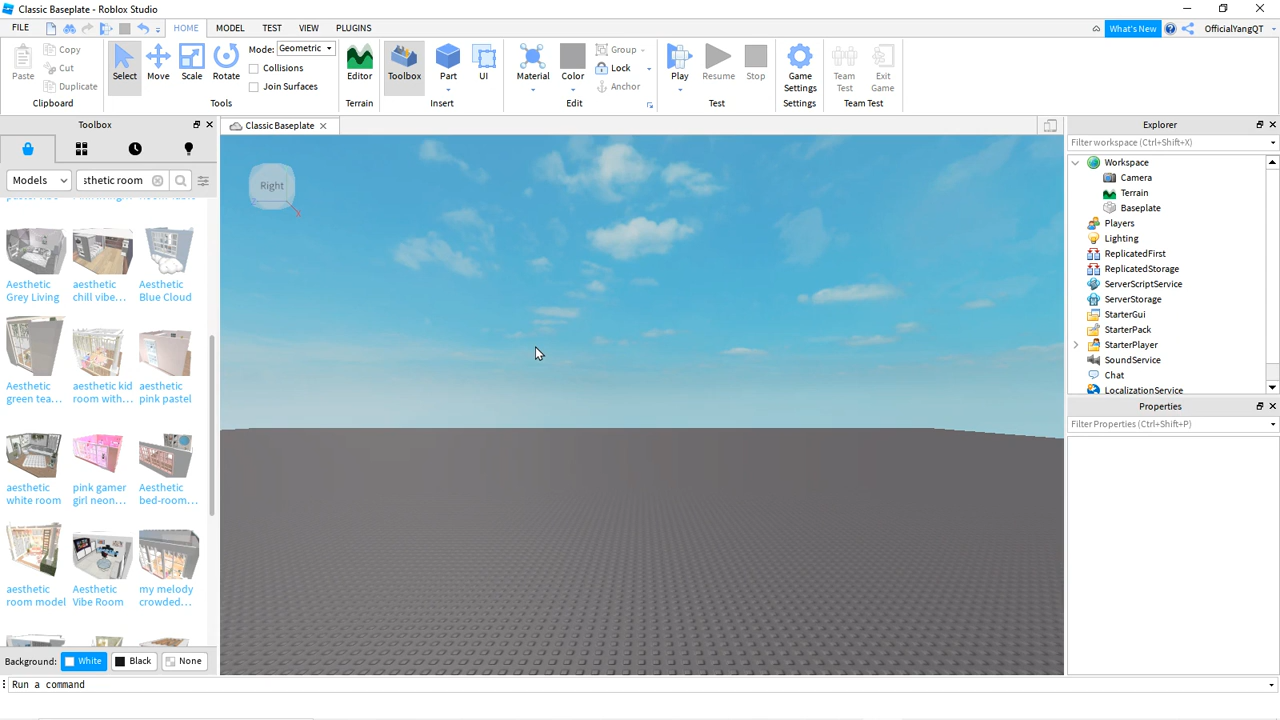 Classic Baseplate - Roblox Studio
FILE HOME MODEL TEST VIEW PLUGINS What's New OfficialYangQT
Paste Copy Cut Duplicate
Clipboard
Select Move Scale Rotate
Mode: Geometric
Collisions
Join Surfaces
Tools
Editor
Terrain
Toolbox Part UI
Insert
Material Color Group Lock Anchor
Edit
Play Resume Stop
Test
Game Settings
Settings
Team Test Exit Game
Team Test
Toolbox
Models sthetic room
Aesthetic Grey Living
aesthetic chill vibe...
Aesthetic Blue Cloud
Aesthetic green tea...
aesthetic kid room with...
aesthetic pink pastel
aesthetic white room
pink gamer girl neon...
Aesthetic bed-room...
aesthetic room model
Aesthetic Vibe Room
my melody crowded...
Background: White Black None
Classic Baseplate
Right
Explorer
Filter workspace (Ctrl+Shift+X)
Workspace
Camera
Terrain
Baseplate
Players
Lighting
ReplicatedFirst
ReplicatedStorage
ServerScriptService
ServerStorage
StarterGui
StarterPack
StarterPlayer
SoundService
Chat
LocalizationService
Properties
Filter Properties (Ctrl+Shift+P)
Run a command